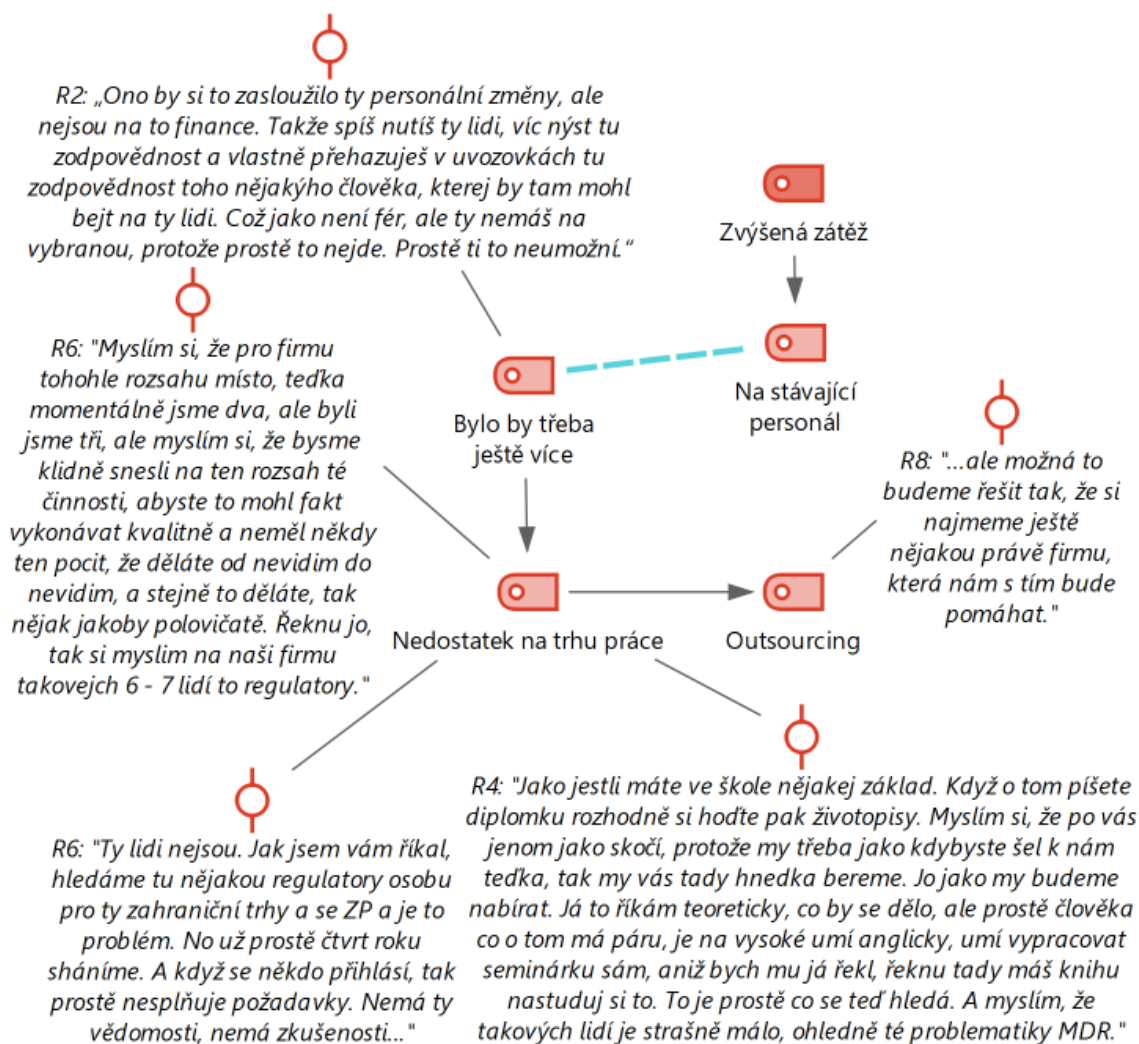 R2: „Ono by si to zasloužilo ty personální změny, ale
nejsou na to finance. Takže spíš nutíš ty lidi, víc nýst tu
zodpovědnost a vlastně přehazuješ v uvozovkách tu
zodpovědnost toho nějakýho člověka, kterej by tam mohl
bejt na ty lidi. Což jako není fér, ale ty nemáš na
vybranou, protože prostě to nejde. Prostě ti to neumožní.“
Zvýšená zátěž
R6: "Myslím si, že pro firmu
tohohle rozsahu místo, teďka
momentálně jsme dva, ale byli
jsme tři, ale myslím si, že bysme
klidně snesli na ten rozsah té
činnosti, abyste to mohl fakt
vykonávat kvalitně a neměl někdy
ten pocit, že děláte od nevidim do
nevidim, a stejně to děláte, tak
nějak jakoby polovičatě. Řeknu jo,
tak si myslim na naši firmu
takovejch 6 - 7 lidí to regulatory."
Bylo by třeba
ještě více
Na stávající
personál
R8: "...ale možná to
budeme řešit tak, že si
najmeme ještě
nějakou právě firmu,
která nám s tím bude
pomáhat."
Nedostatek na trhu práce
Outsourcing
R6: "Ty lidi nejsou. Jak jsem vám říkal,
hledáme tu nějakou regulatory osobu
pro ty zahraniční trhy a se ZP a je to
problém. No už prostě čtvrt roku
sháníme. A když se někdo přihlásí, tak
prostě nesplňuje požadavky. Nemá ty
vědomosti, nemá zkušenosti..."
R4: "Jako jestli máte ve škole nějakej základ. Když o tom píšete
diplomku rozhodně si hoďte pak životopisy. Myslím si, že po vás
jenom jako skočí, protože my třeba jako kdybyste šel k nám
teďka, tak my vás tady hnedka bereme. Jo jako my budeme
nabírat. Já to říkám teoreticky, co by se dělo, ale prostě člověka
co o tom má páru, je na vysoké umí anglicky, umí vypracovat
seminárku sám, aniž bych mu já řekl, řeknu tady máš knihu
nastuduj si to. To je prostě co se teď hledá. A myslím, že
takových lidí je strašně málo, ohledně té problematiky MDR."